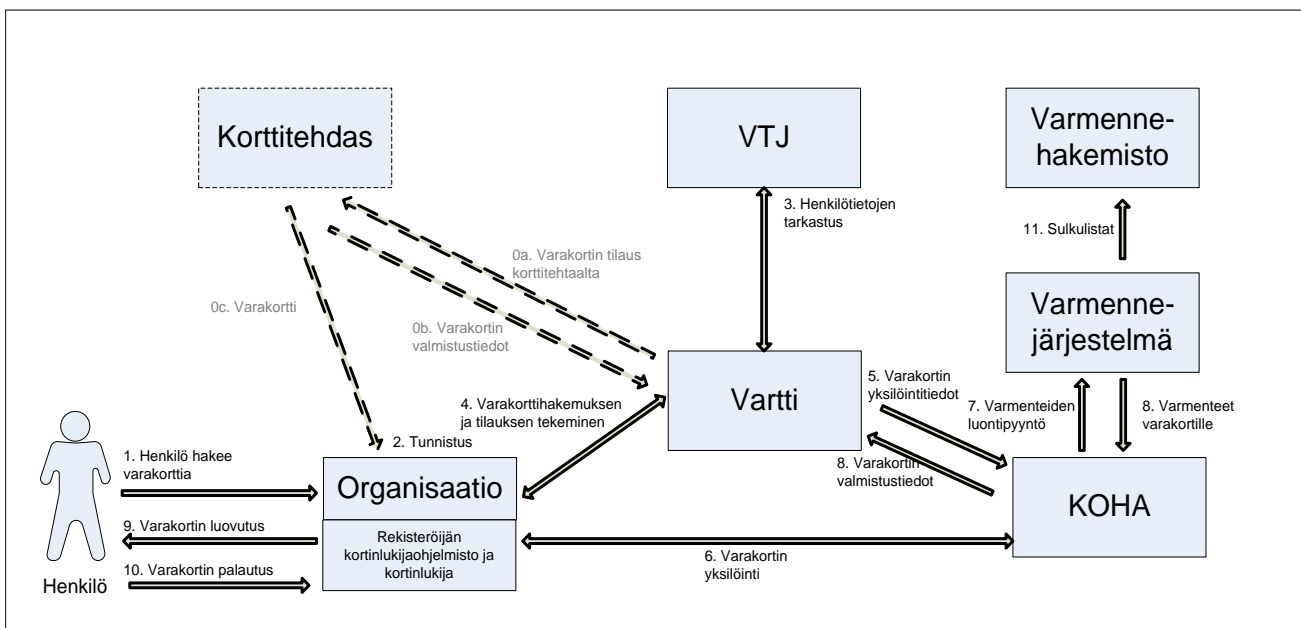 Korttitehdas
VTJ
Varmenne-
hakemisto
3. Henkilötietojen
tarkastus
11. Sulkulistat
0a. Varakortin tilaus
korttitehtaalta
0c. Varakortti
0b. Varakortin
valmistustiedot
Varmenne-
järjestelmä
Vartti
5. Varakortin
yksilöintitiedot
7. Varmenteiden
luontipyyntö
8. Varmenteet
varakortille
4. Varakorttihakemuksen
ja tilauksen tekeminen
2. Tunnistus
8. Varakortin
valmistustiedot
1. Henkilö hakee
varakorttia
Organisaatio
KOHA
9. Varakortin luovutus
Rekisteröijän
kortinlukijaohjelmisto ja
kortinlukija
6. Varakortin
yksilöinti
10. Varakortin palautus
Henkilö